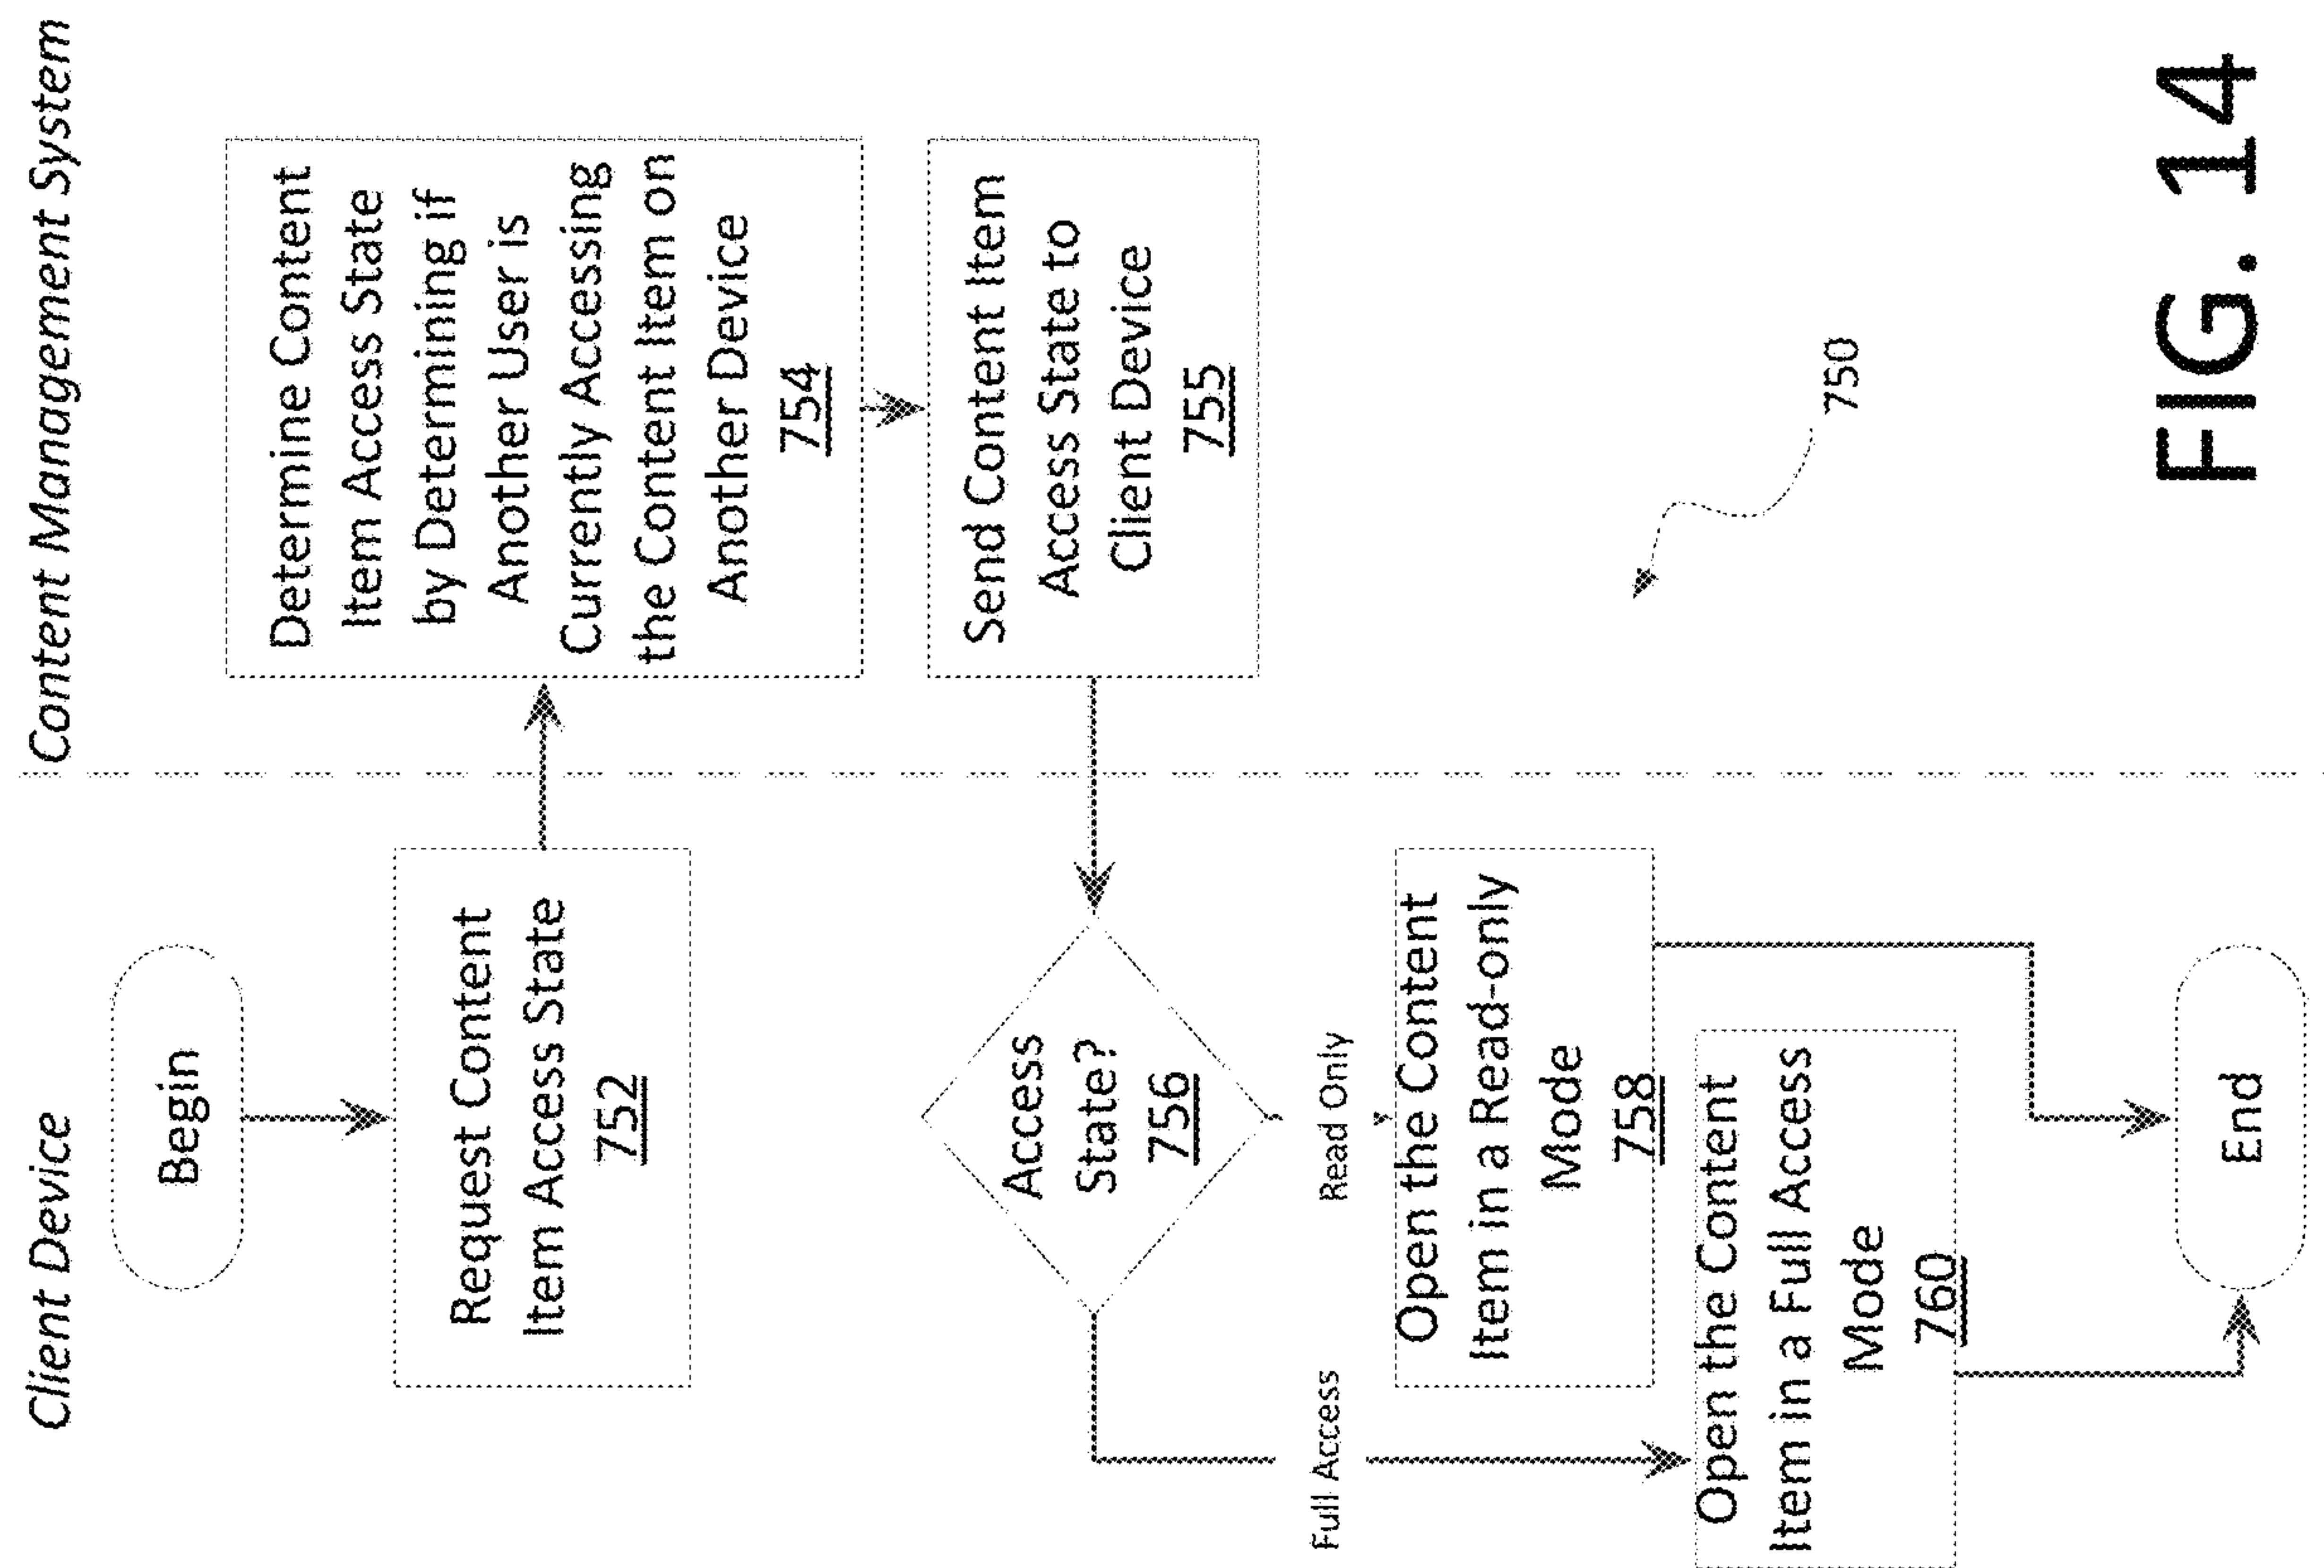 Client Device
Content Management System
Begin
Request Content
Item Access State
752
Determine Content
Item Access State
by Determining if
Another User is
Currently Accessing
the Content Item on
Another Device
754
Send Content Item
Access State to
Client Device
755
Access
State?
756
Full Access
Read Only
Open the Content
Item in a Read-only
Mode
758
Open the Content
Item in a Full Access
Mode
760
End
750
FIG. 14